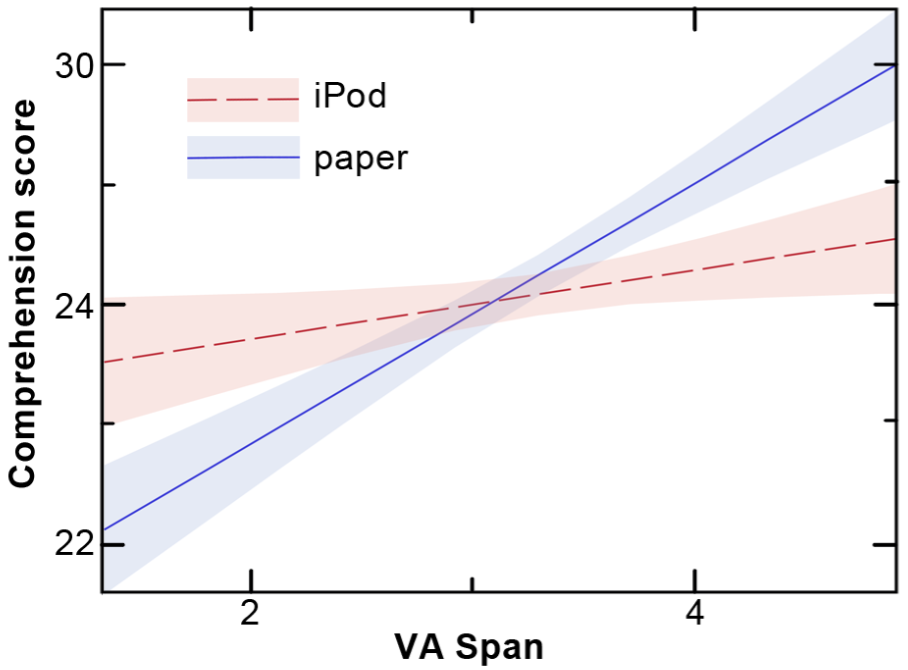 30
iPod
paper
24
22
2
4
Comprehension score
VA Span